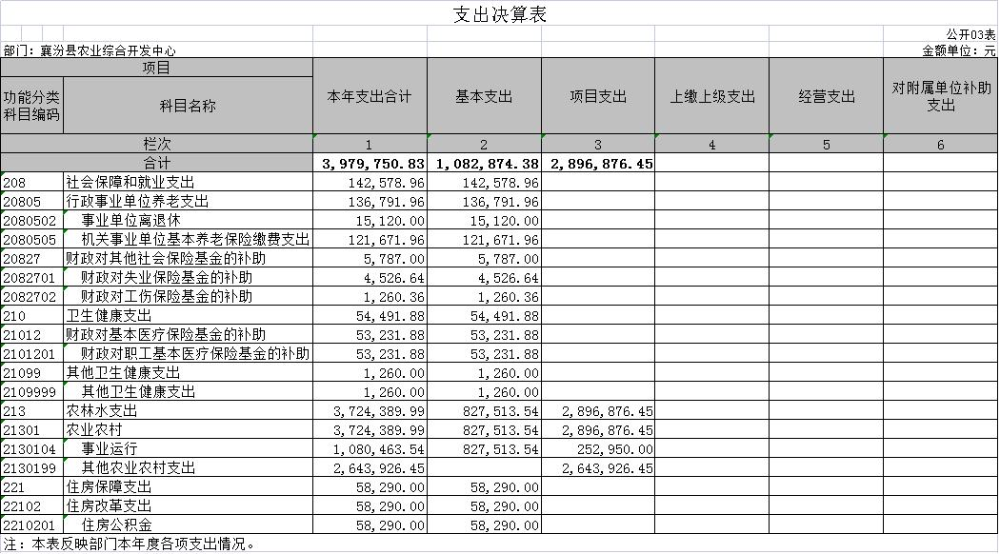 支出决算表
公开03表
部门：襄汾县农业综合开发中心 金额单位：元
项目 本年支出合计 基本支出 项目支出 上缴上级支出 经营支出 对附属单位补助支出
功能分类科目编码 科目名称
栏次 1 2 3 4 5 6
合计 3,979,750.83 1,082,874.38 2,896,876.45
208 社会保障和就业支出 142,578.96 142,578.96
20805 行政事业单位养老支出 136,791.96 136,791.96
2080502 事业单位离退休 15,120.00 15,120.00
2080505 机关事业单位基本养老保险缴费支出 121,671.96 121,671.96
20827 财政对其他社会保险基金的补助 5,787.00 5,787.00
2082701 财政对失业保险基金的补助 4,526.64 4,526.64
2082702 财政对工伤保险基金的补助 1,260.36 1,260.36
210 卫生健康支出 54,491.88 54,491.88
21012 财政对基本医疗保险基金的补助 53,231.88 53,231.88
2101201 财政对职工基本医疗保险基金的补助 53,231.88 53,231.88
21099 其他卫生健康支出 1,260.00 1,260.00
2109999 其他卫生健康支出 1,260.00 1,260.00
213 农林水支出 3,724,389.99 827,513.54 2,896,876.45
21301 农业农村 3,724,389.99 827,513.54 2,896,876.45
2130104 事业运行 1,080,463.54 827,513.54 252,950.00
2130199 其他农业农村支出 2,643,926.45 2,643,926.45
221 住房保障支出 58,290.00 58,290.00
22102 住房改革支出 58,290.00 58,290.00
2210201 住房公积金 58,290.00 58,290.00
注：本表反映部门本年度各项支出情况。